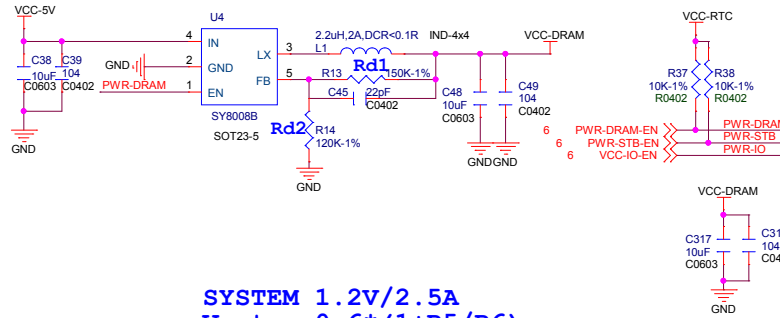 VCC-5V
U4
4
IN
LX
3
2.2uH,2A,DCR<0.1R
L1
IND-4x4
VCC-DRAM
VCC-RTC
C38
10uF
C0603
C39
104
C0402
GND
2
GND
FB
5
R13
Rd1
150K-1%
PWR-DRAM
1
EN
C45
22pF
C0402
C48
10uF
C0603
C49
104
C0402
R37
10K-1%
R0402
R38
10K-1%
R0402
SY8008B
SOT23-5
Rd2
R14
120K-1%
GND
GND
GND
GND
6
PWR-DRAM-EN
PWR-DRAM
6
PWR-STB-EN
PWR-STB
6
VCC-IO-EN
PWR-IO
VCC-DRAM
C317
10uF
C0603
104
GND
SYSTEM 1.2V/2.5A